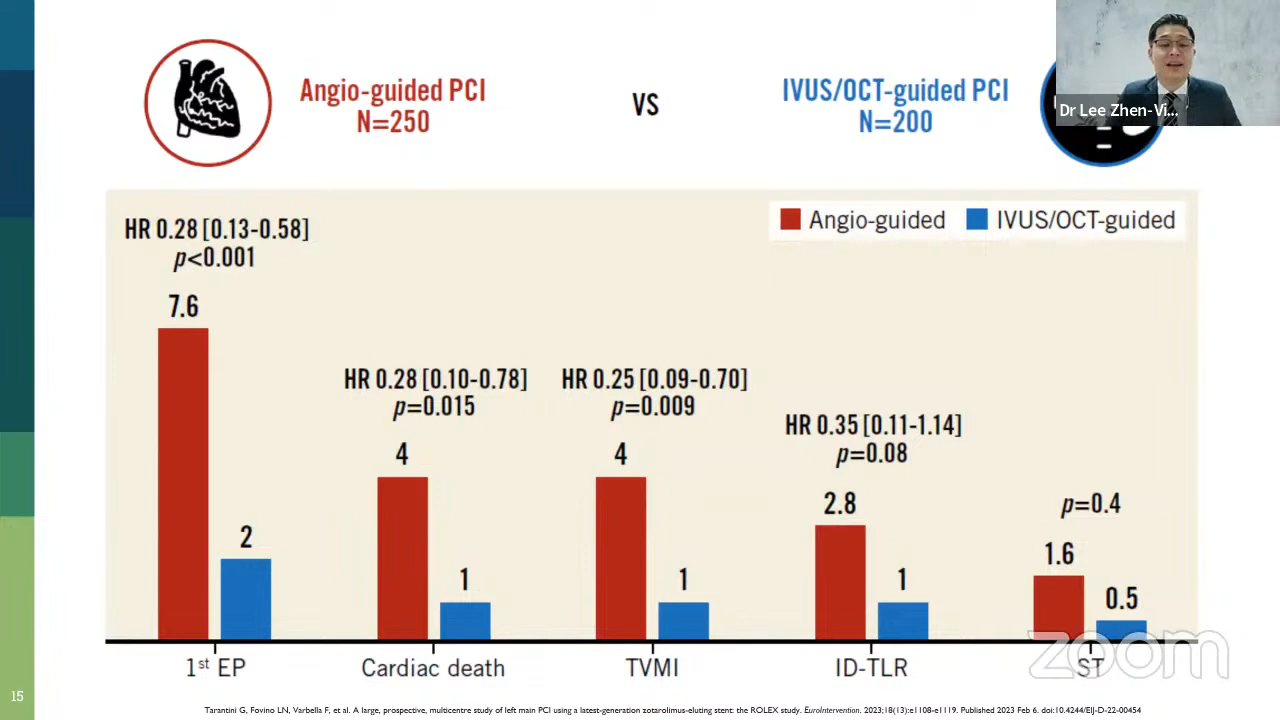 Angio-guided PCI
N=250
VS
IVUS/OCT-guided PCI
N=200
Dr Lee Zhen-Vi...
Angio-guided
IVUS/OCT-guided
HR 0.28 [0.13-0.58]
p<0.001
7.6
2
HR 0.28 [0.10-0.78]
p=0.015
4
1
HR 0.25 [0.09-0.70]
p=0.009
4
1
HR 0.35 [0.11-1.14]
p=0.08
2.8
1
p=0.4
1.6
0.5
1st EP
Cardiac death
TVMI
ID-TLR
ST
zoom
15
Tarantini G, Fovino LN, Varbella F, et al. A large, prospective, multicentre study of left main PCI using a latest-generation zotarolimus-eluting stent: the ROLEX study. EuroIntervention. 2023;18(13):e1108-e1119. Published 2023 Feb 6. doi:10.4244/EIJ-D-22-00454